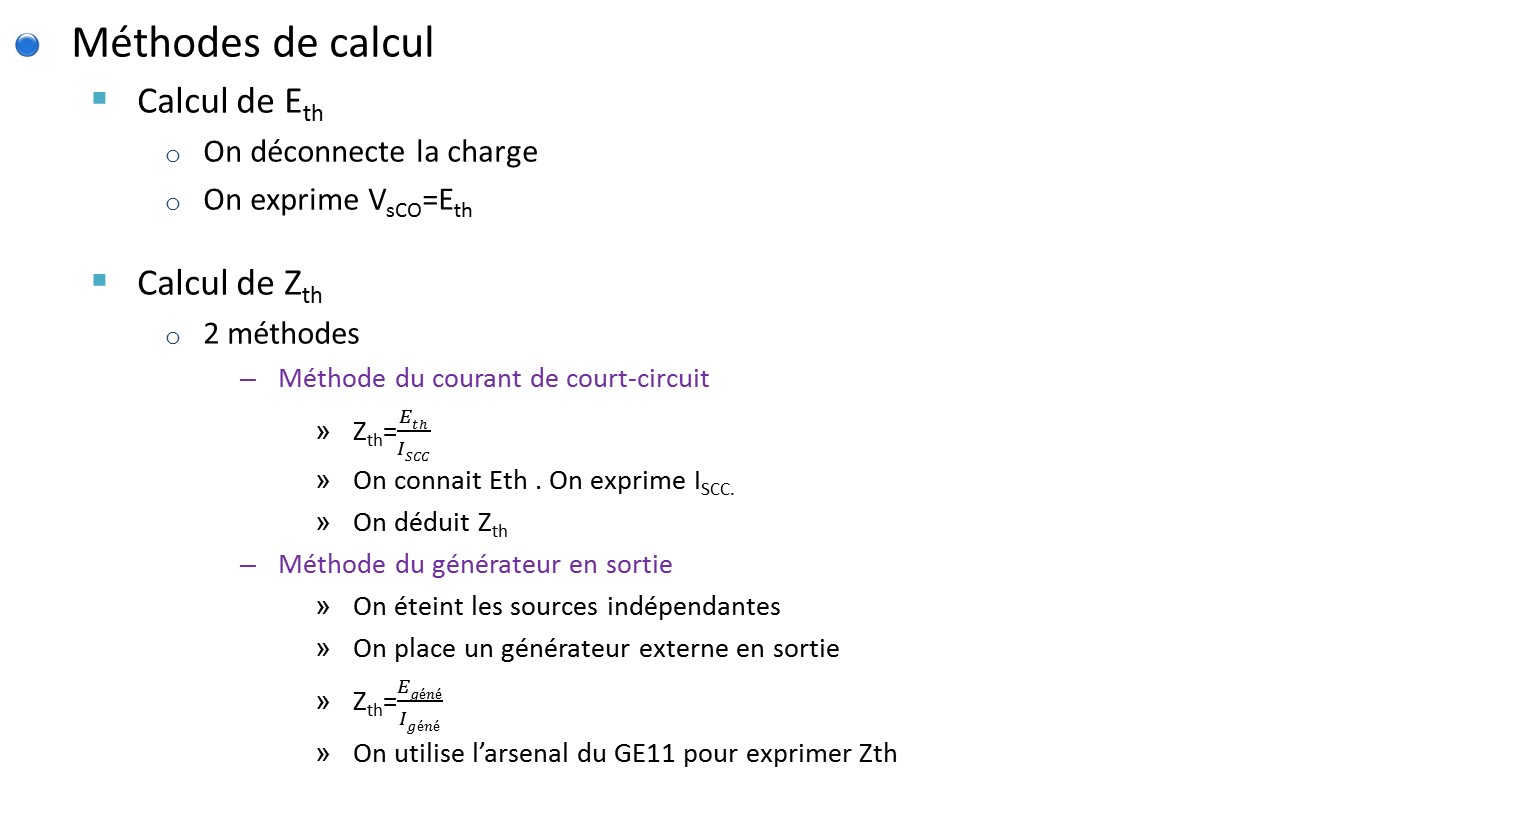 Méthodes de calcul
Calcul de Eth
On déconnecte la charge
On exprime VsCO=Eth
Calcul de Zth
2 méthodes
– Méthode du courant de court-circuit
» Zth=Eth/ISCC
» On connait Eth . On exprime ISCC.
» On déduit Zth
– Méthode du générateur en sortie
» On éteint les sources indépendantes
» On place un générateur externe en sortie
» Zth=Egéné/Igéné
» On utilise l’arsenal du GE11 pour exprimer Zth